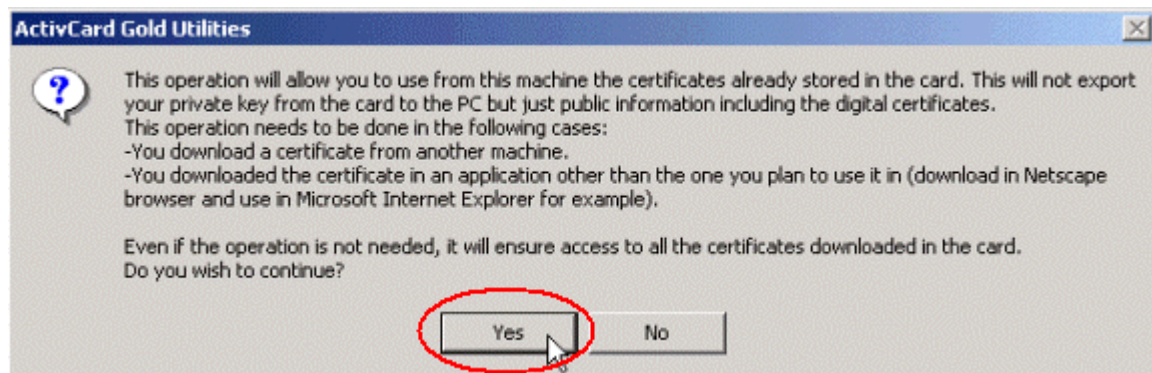 ActivCard Gold Utilities
This operation will allow you to use from this machine the certificates already stored in the card. This will not export
your private key from the card to the PC but just public information including the digital certificates.
This operation needs to be done in the following cases:
-You download a certificate from another machine.
-You downloaded the certificate in an application other than the one you plan to use it in (download in Netscape
browser and use in Microsoft Internet Explorer for example).
Even if the operation is not needed, it will ensure access to all the certificates downloaded in the card.
Do you wish to continue?
Yes No